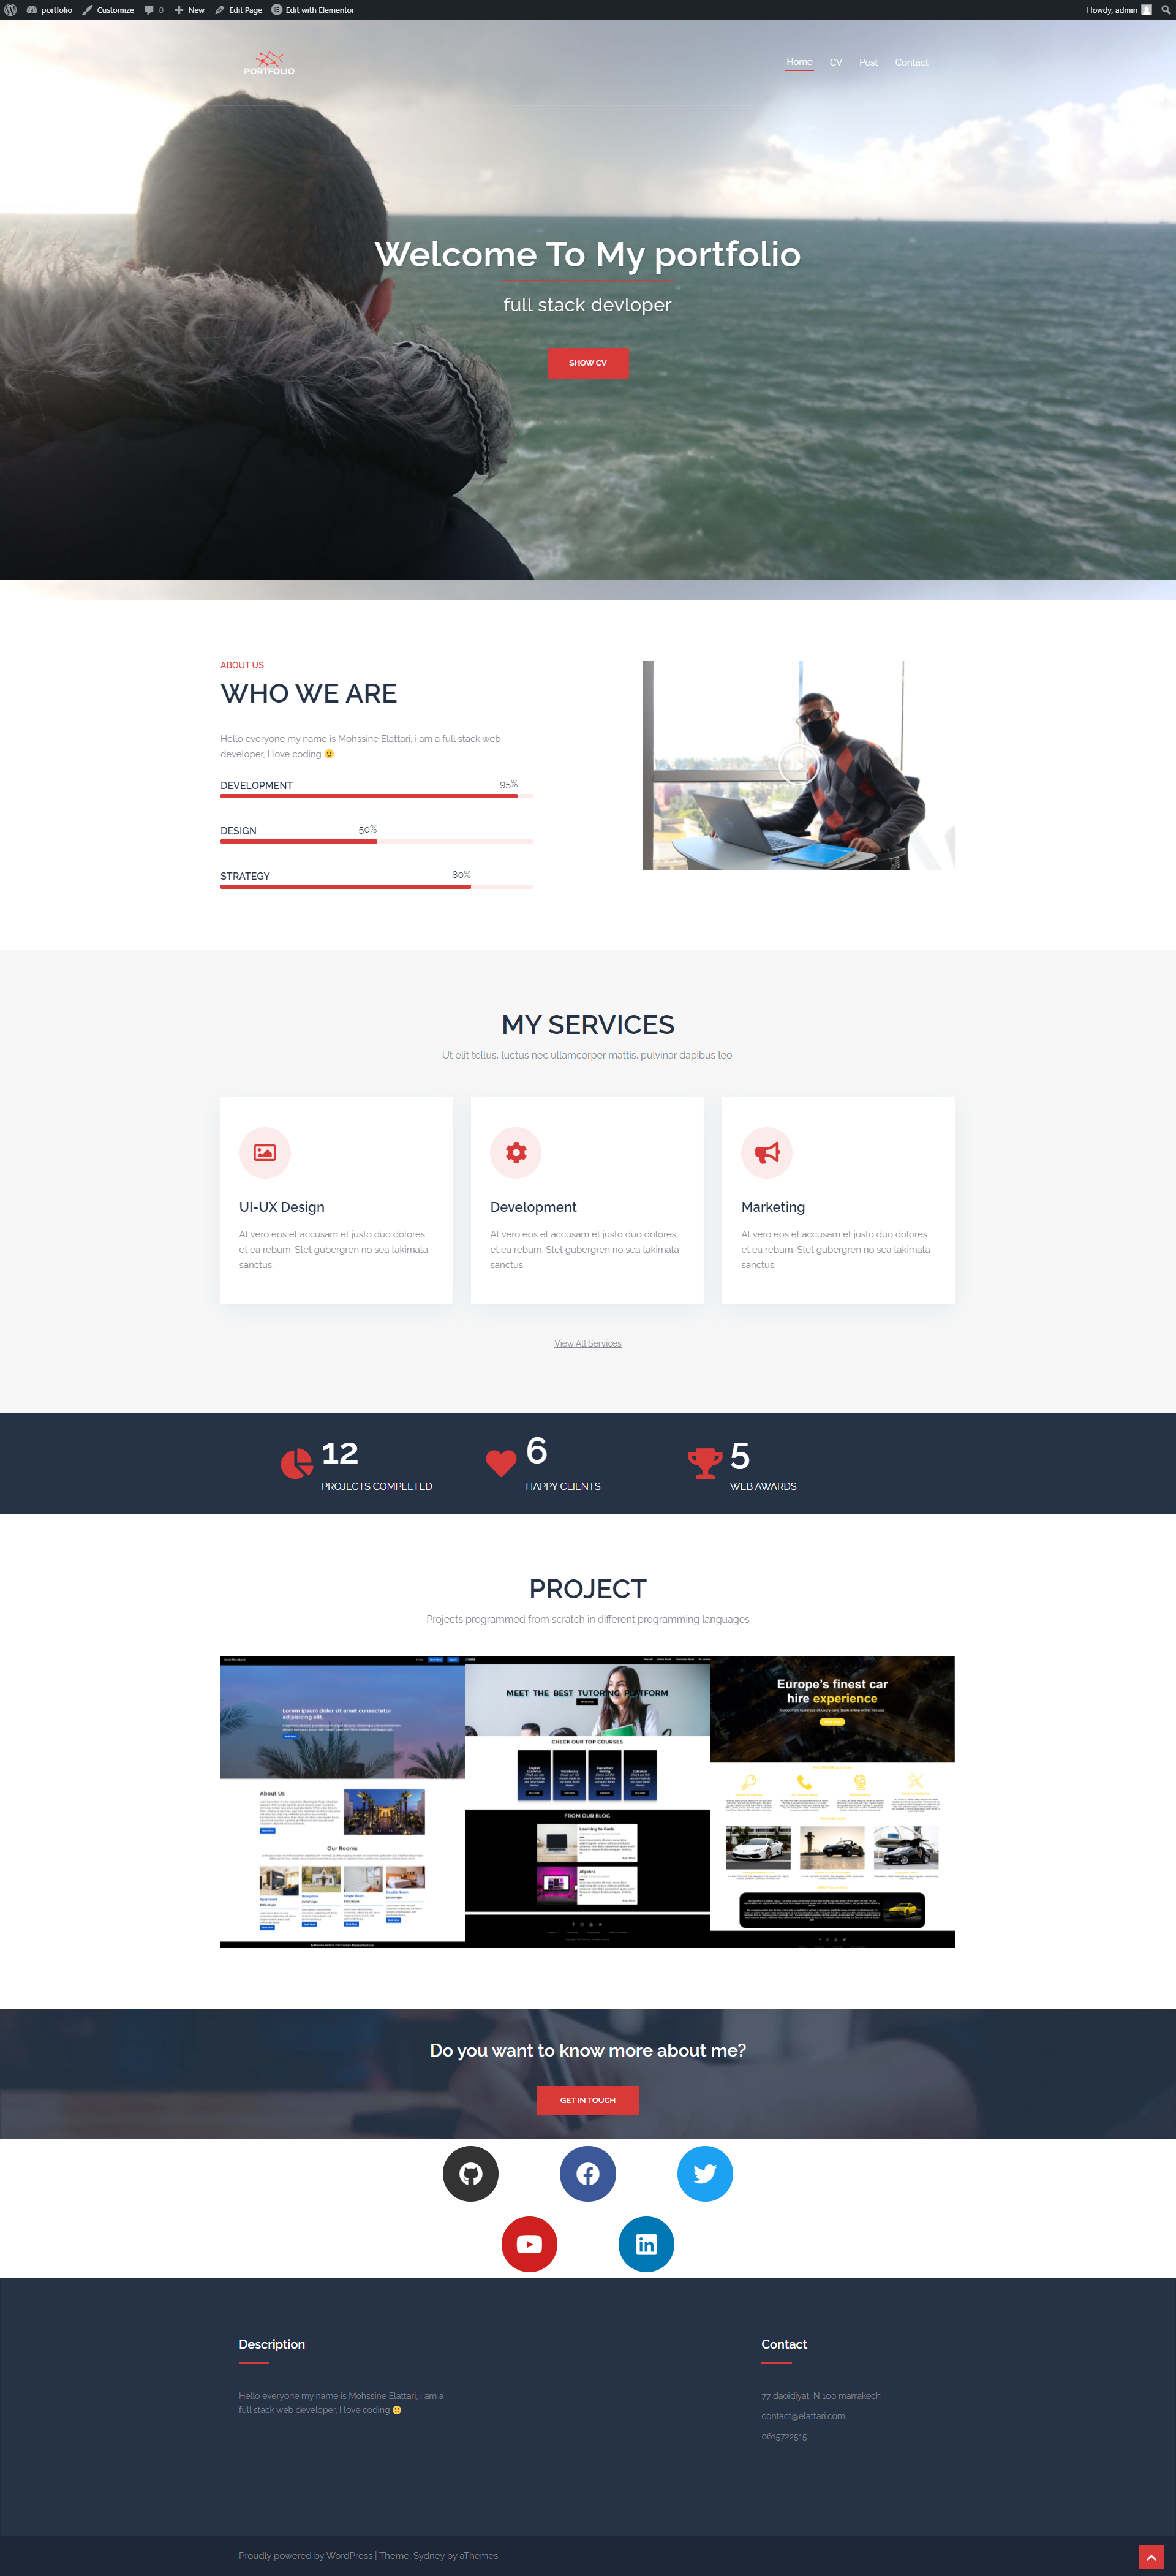 portfolio Customize 0 New Edit Page Edit with Elementor Howdy, admin
PORTFOLIO
Home CV Post Contact
Welcome To My portfolio
full stack devloper
SHOW CV
ABOUT US
WHO WE ARE
Hello everyone my name is Mohssine Elattari, i am a full stack web
developer, I love coding 🙂
DEVELOPMENT 95%
DESIGN 50%
STRATEGY 80%
MY SERVICES
Ut elit tellus, luctus nec ullamcorper mattis, pulvinar dapibus leo.
UI-UX Design
At vero eos et accusam et justo duo dolores
et ea rebum. Stet gubergren no sea takimata
sanctus.
Development
At vero eos et accusam et justo duo dolores
et ea rebum. Stet gubergren no sea takimata
sanctus.
Marketing
At vero eos et accusam et justo duo dolores
et ea rebum. Stet gubergren no sea takimata
sanctus.
View All Services
12
PROJECTS COMPLETED
6
HAPPY CLIENTS
5
WEB AWARDS
PROJECT
Projects programmed from scratch in different programming languages
Lorem ipsum dolor sit amet consectetur
adipisicing elit.
About Us
Our Rooms
MEET THE BEST TUTORING PLATFORM
CHECK OUR TOP COURSES
FROM OUR BLOG
Learning to Code
Algebra
Europe's finest car
hire experience
Do you want to know more about me?
GET IN TOUCH
Description
Hello everyone my name is Mohssine Elattari, i am a
full stack web developer, I love coding 🙂
Contact
77 daoidiyat, N 100 marrakech
contact@elattari.com
0615722515
Proudly powered by WordPress | Theme: Sydney by aThemes.